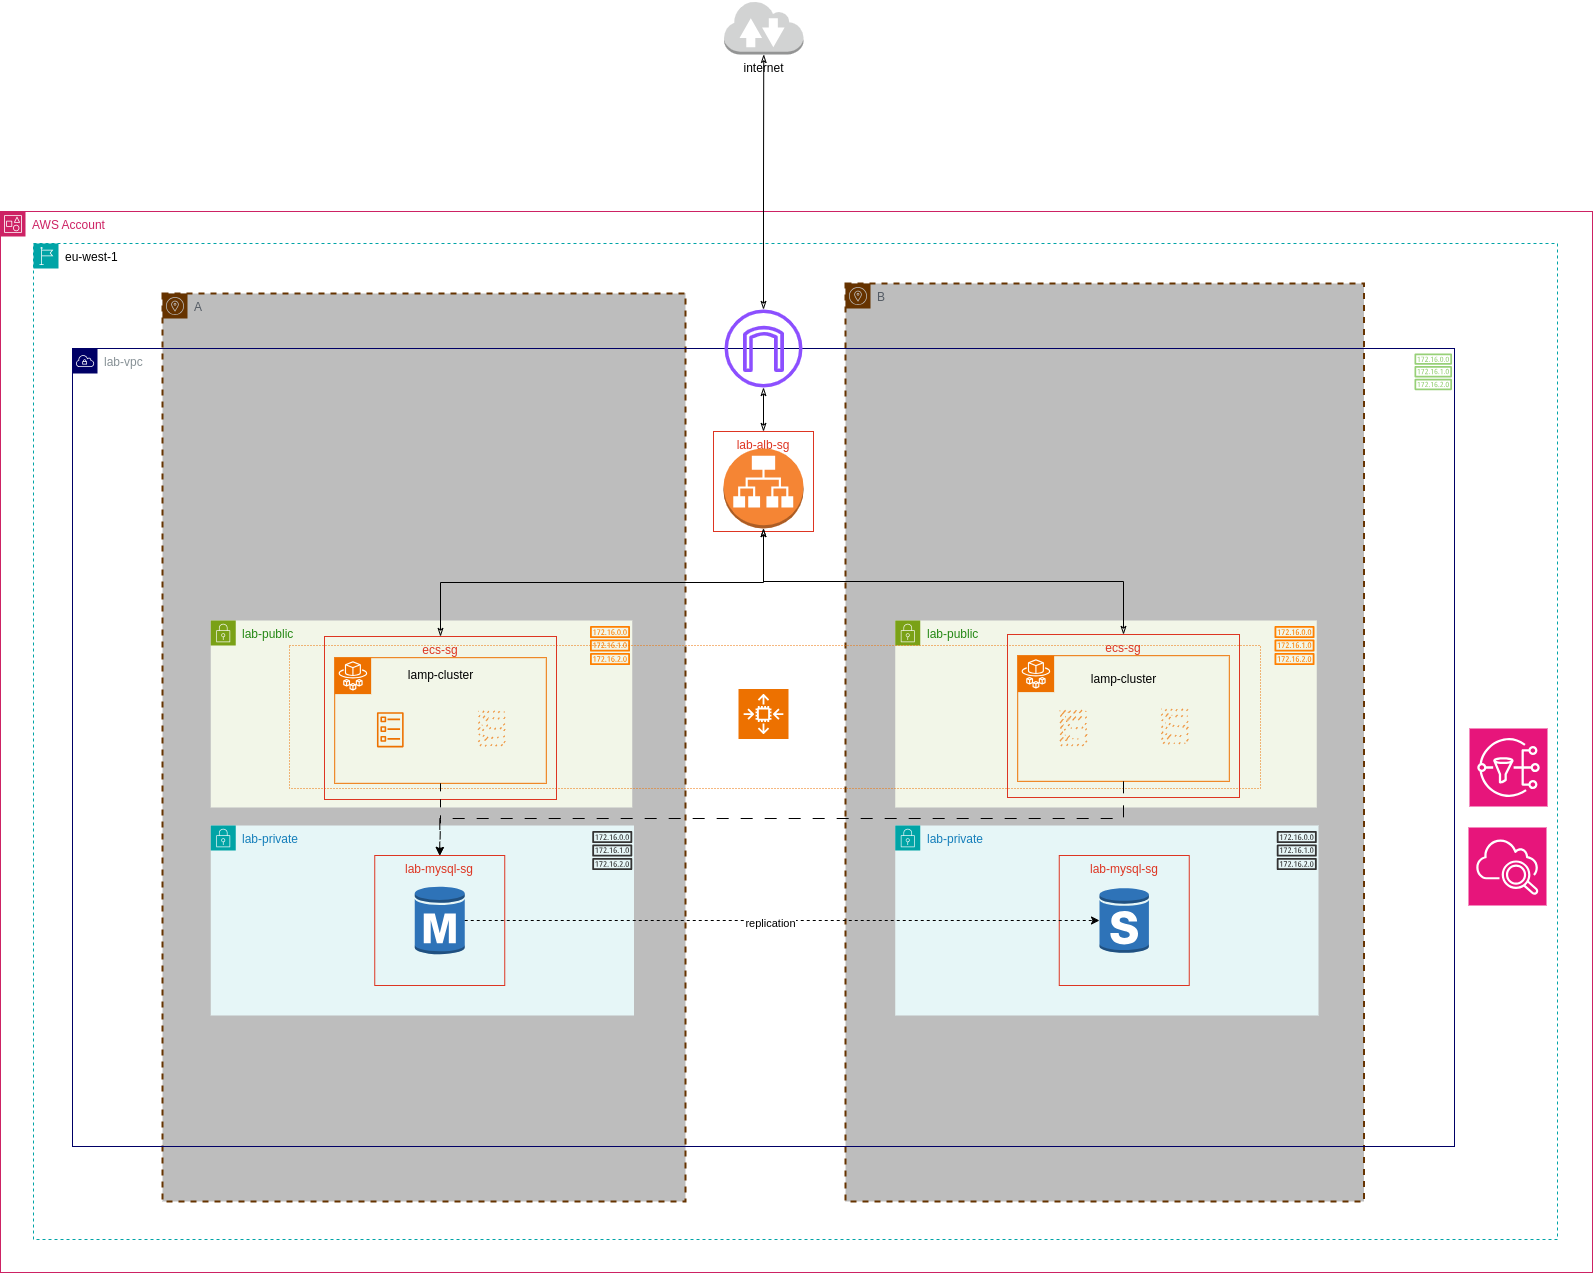 internet
AWS Account
eu-west-1
A
B
lab-vpc
172.16.0.0
172.16.1.0
172.16.2.0
lab-alb-sg
lab-public
172.16.0.0
172.16.1.0
172.16.2.0
ecs-sg
lamp-cluster
lab-public
172.16.0.0
172.16.1.0
172.16.2.0
ecs-sg
lamp-cluster
lab-private
172.16.0.0
172.16.1.0
172.16.2.0
lab-mysql-sg
M
lab-private
172.16.0.0
172.16.1.0
172.16.2.0
lab-mysql-sg
S
replication